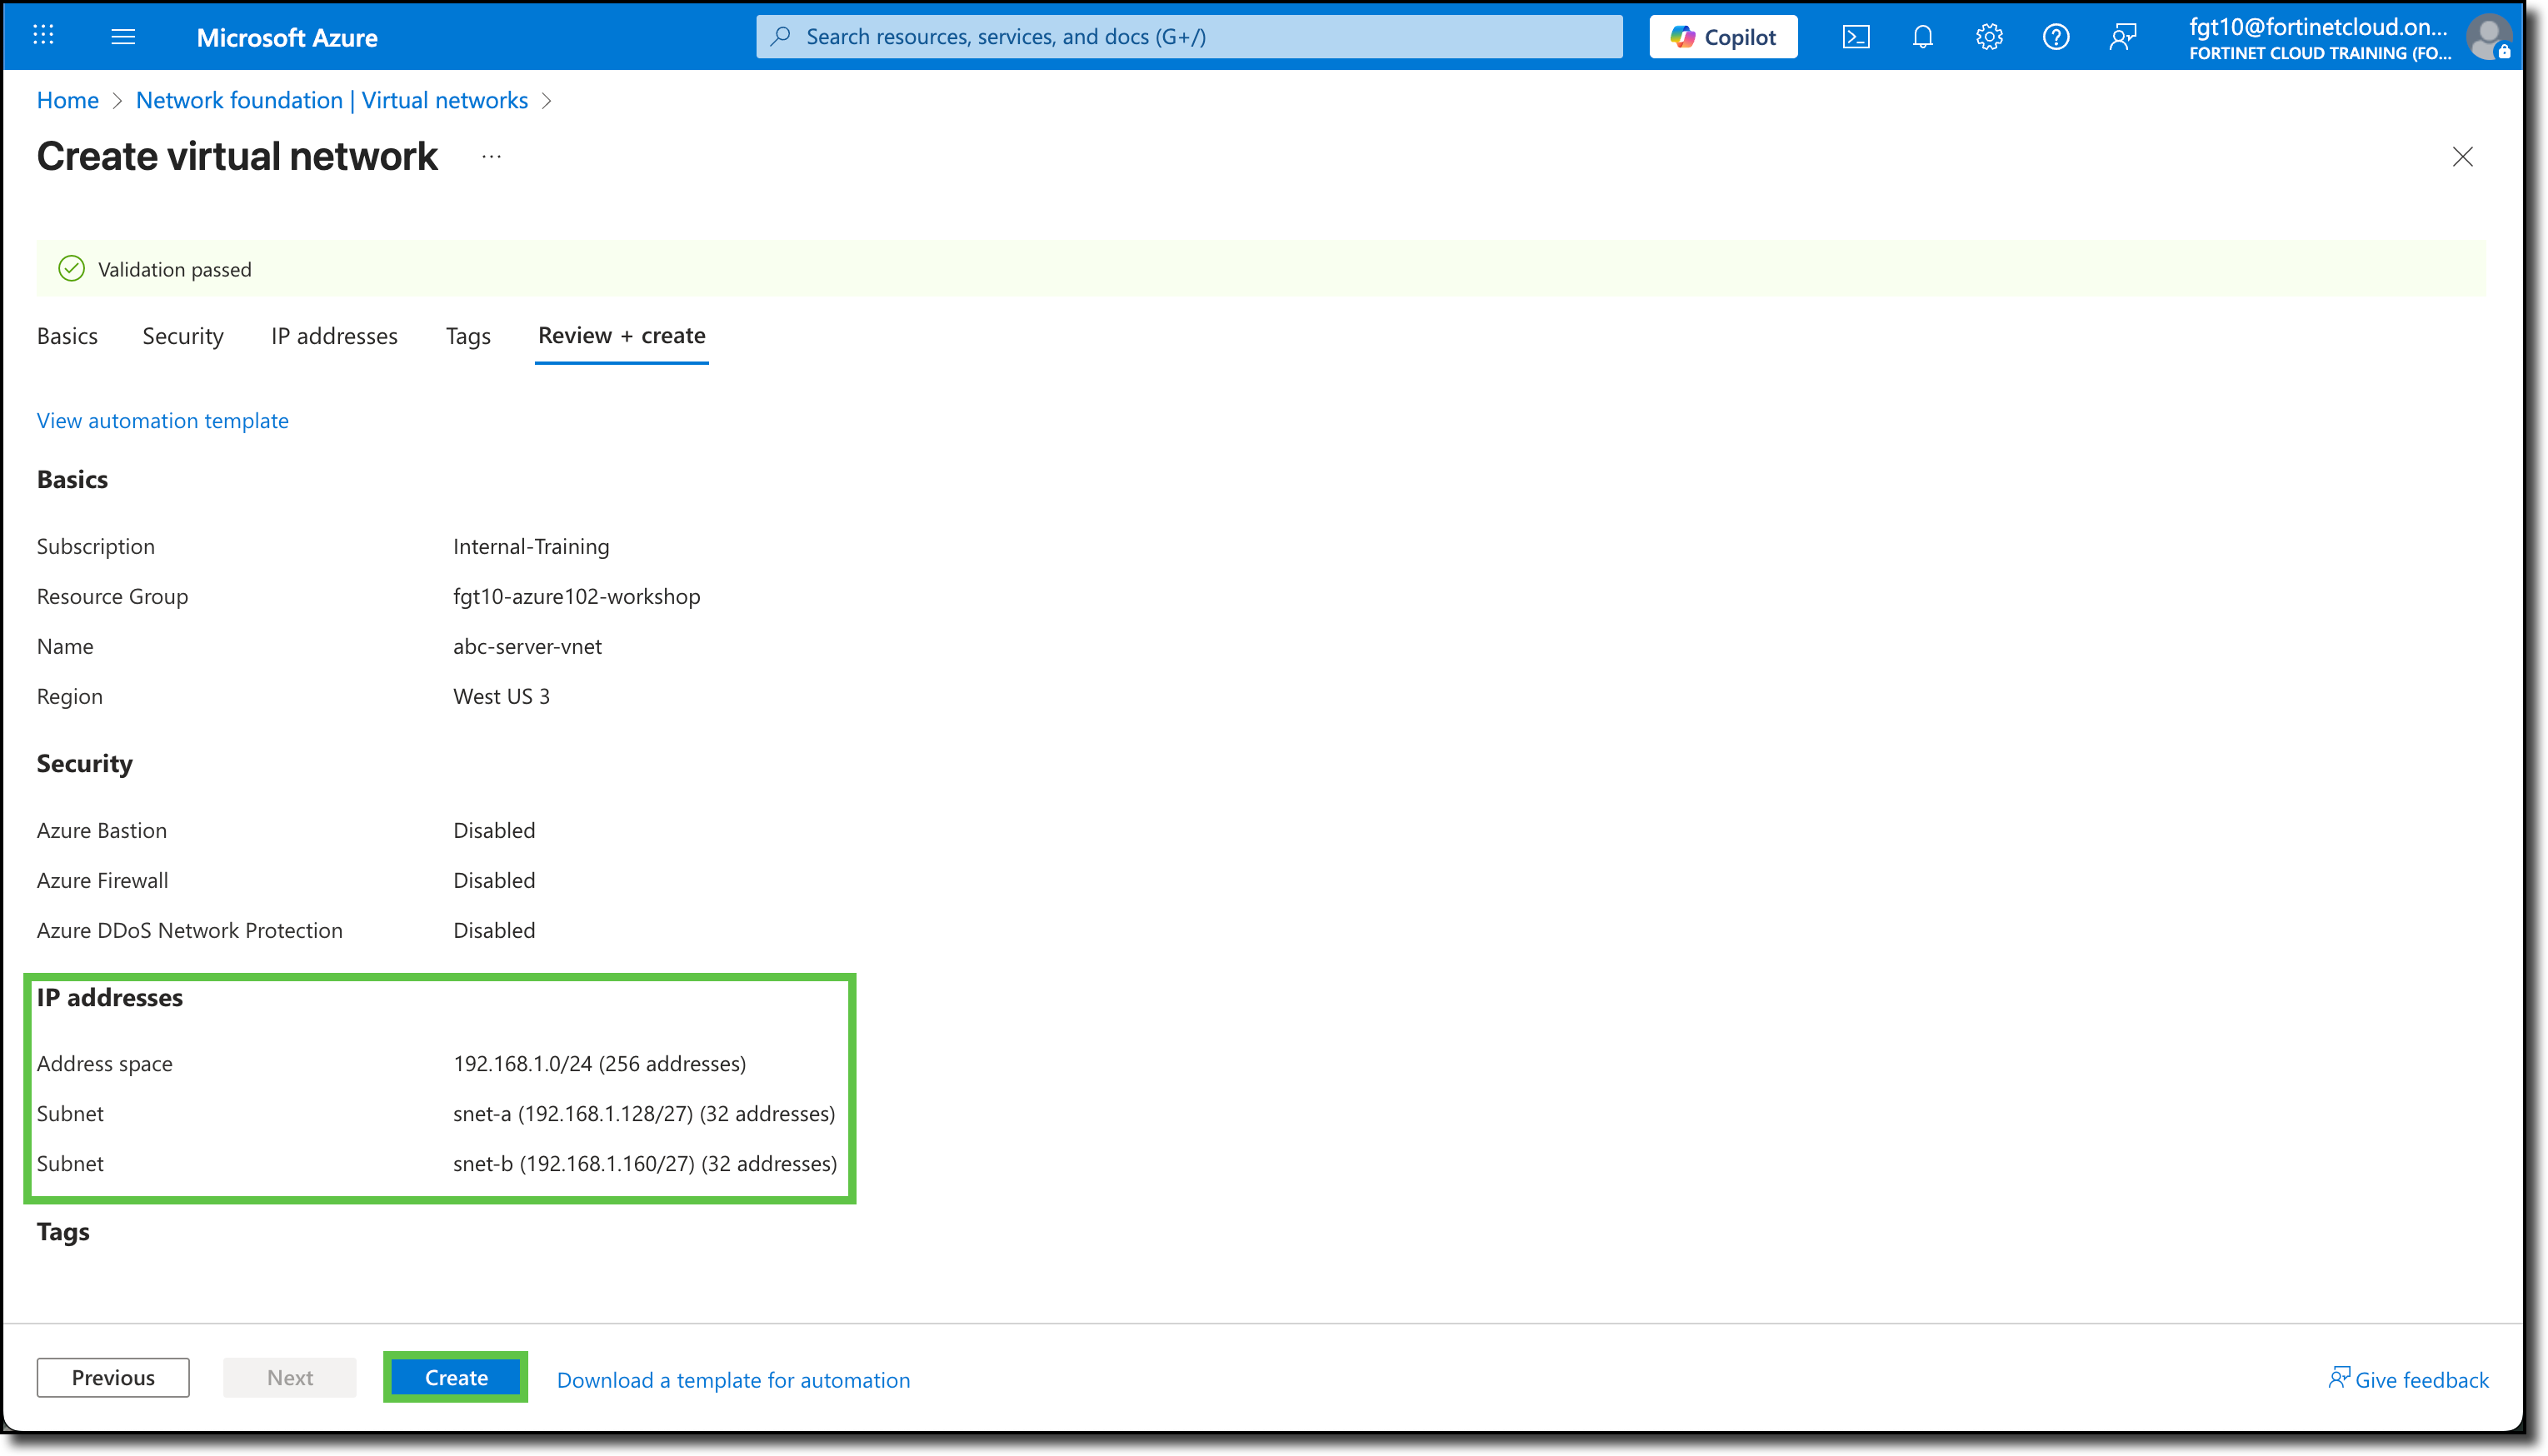 Microsoft Azure
Search resources, services, and docs (G+/)
Copilot
fgt10@fortinetcloud.on...
FORTINET CLOUD TRAINING (FO...
Home > Network foundation | Virtual networks >
Create virtual network ...
Validation passed
Basics Security IP addresses Tags Review + create
View automation template
Basics
Subscription Internal-Training
Resource Group fgt10-azure102-workshop
Name abc-server-vnet
Region West US 3
Security
Azure Bastion Disabled
Azure Firewall Disabled
Azure DDoS Network Protection Disabled
IP addresses
Address space 192.168.1.0/24 (256 addresses)
Subnet snet-a (192.168.1.128/27) (32 addresses)
Subnet snet-b (192.168.1.160/27) (32 addresses)
Tags
Previous Next Create Download a template for automation Give feedback